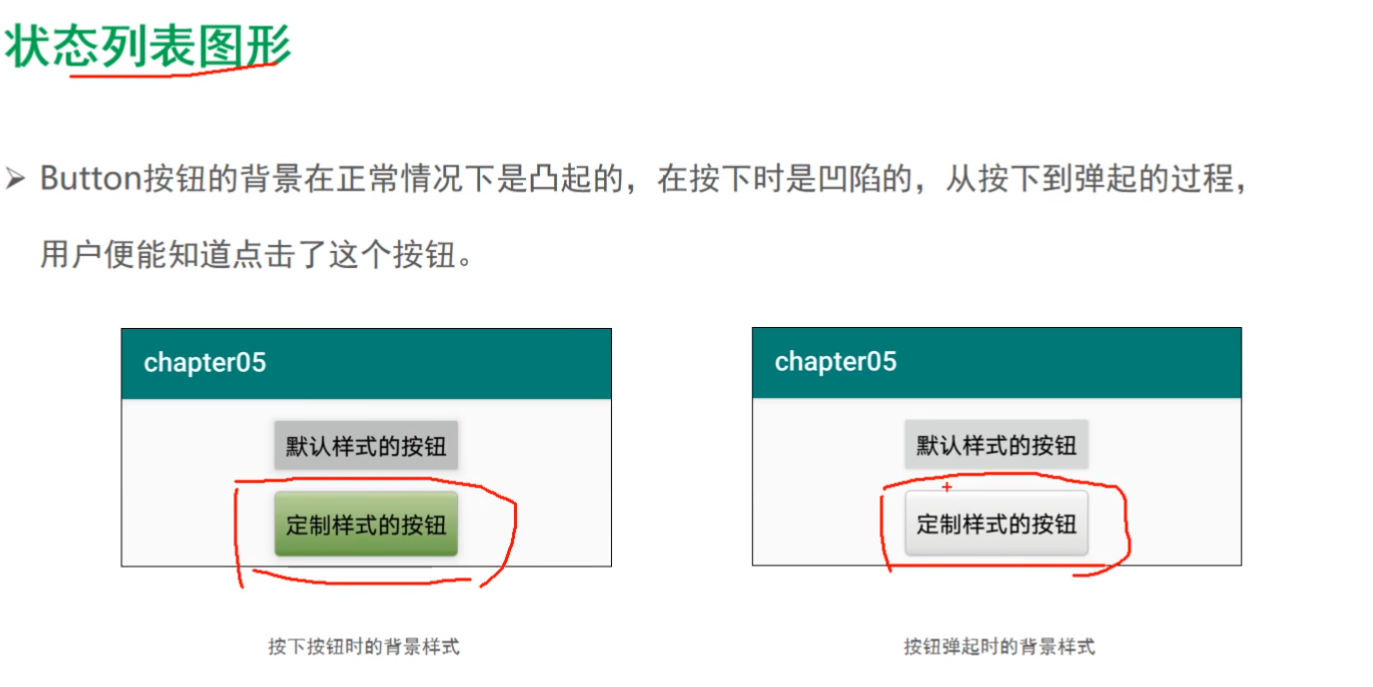 状态列表图形
➢ Button按钮的背景在正常情况下是凸起的，在按下时是凹陷的，从按下到弹起的过程，
用户便能知道点击了这个按钮。
chapter05
默认样式的按钮
定制样式的按钮
按下按钮时的背景样式
chapter05
默认样式的按钮
定制样式的按钮
按钮弹起时的背景样式